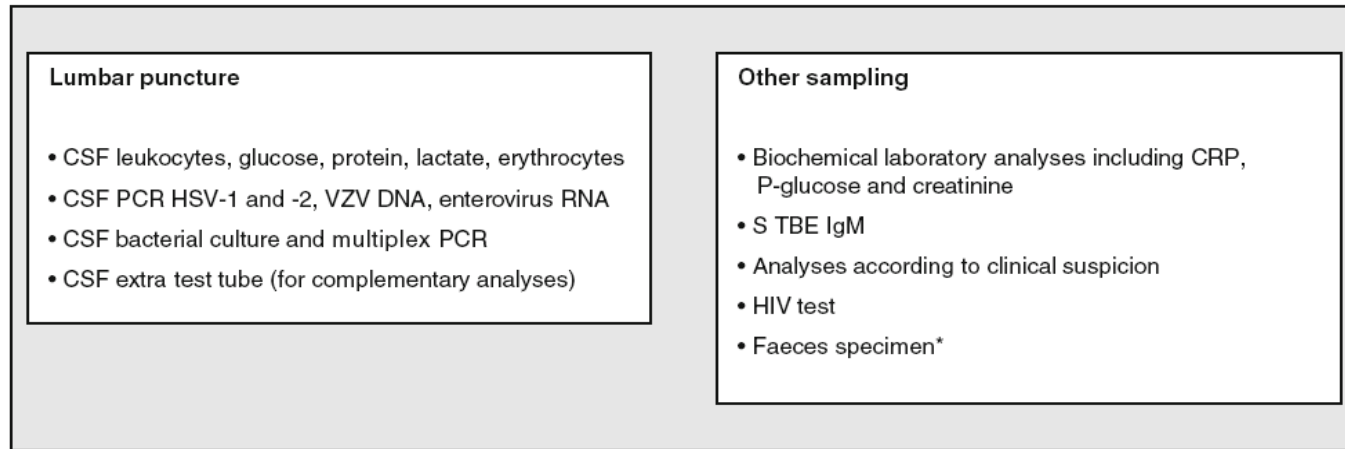 Lumbar puncture
• CSF leukocytes, glucose, protein, lactate, erythrocytes
• CSF PCR HSV-1 and -2, VZV DNA, enterovirus RNA
• CSF bacterial culture and multiplex PCR
• CSF extra test tube (for complementary analyses)
Other sampling
• Biochemical laboratory analyses including CRP,
P-glucose and creatinine
• S TBE IgM
• Analyses according to clinical suspicion
• HIV test
• Faeces specimen*